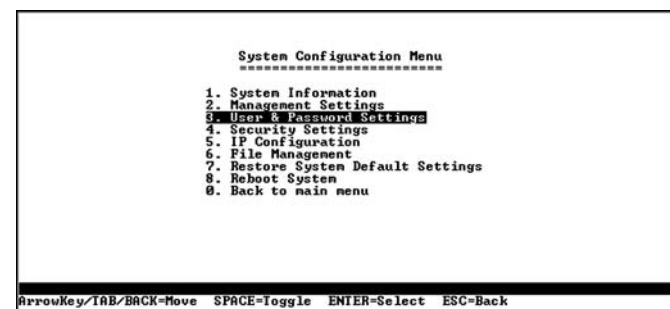 System Configuration Menu
==========================
1. System Information
2. Management Settings
3. User & Password Settings
4. Security Settings
5. IP Configuration
6. File Management
7. Restore System Default Settings
8. Reboot System
0. Back to main menu
ArrowKey/TAB/BACK=Move SPACE=Toggle ENTER=Select ESC=Back